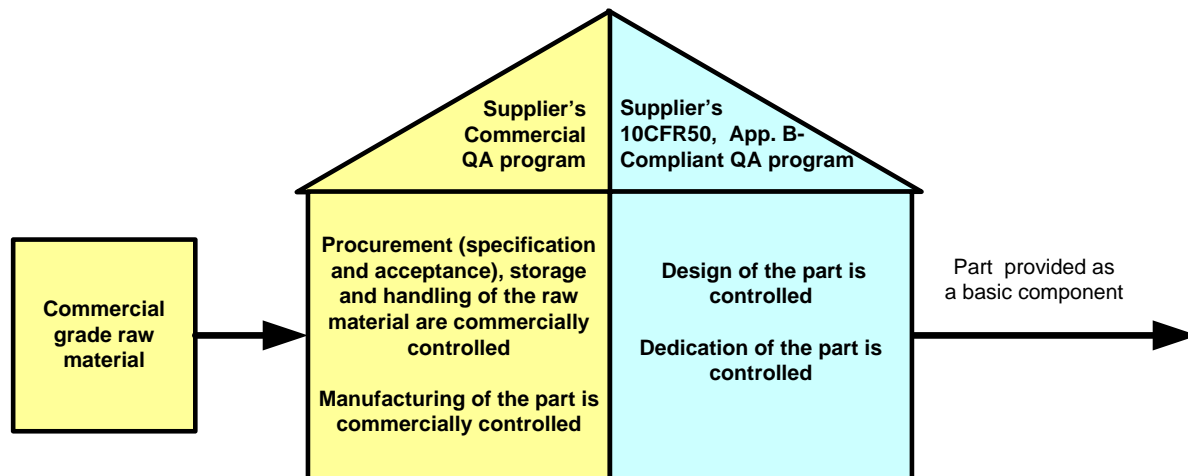 Supplier's
Commercial
QA program
Supplier's
10CFR50, App. B-
Compliant QA program
Commercial
grade raw
material
Procurement (specification
and acceptance), storage
and handling of the raw
material are commercially
controlled
Manufacturing of the part is
commercially controlled
Design of the part is
controlled
Dedication of the part is
controlled
Part provided as
a basic component